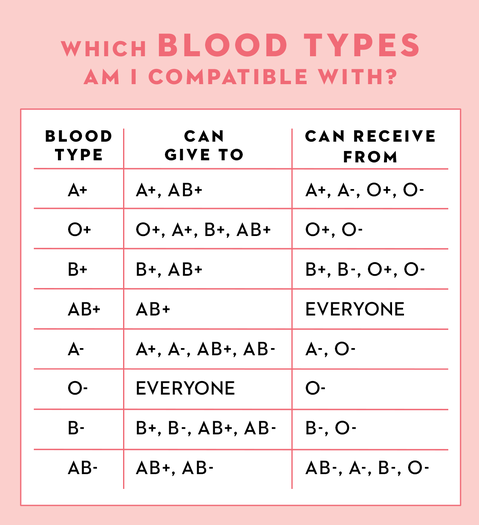 WHICH BLOOD TYPES
AM I COMPATIBLE WITH?
BLOOD TYPE CAN GIVE TO CAN RECEIVE FROM
A+ A+, AB+ A+, A-, O+, O-
O+ O+, A+, B+, AB+ O+, O-
B+ B+, AB+ B+, B-, O+, O-
AB+ AB+ EVERYONE
A- A+, A-, AB+, AB- A-, O-
O- EVERYONE O-
B- B+, B-, AB+, AB- B-, O-
AB- AB+, AB- AB-, A-, B-, O-